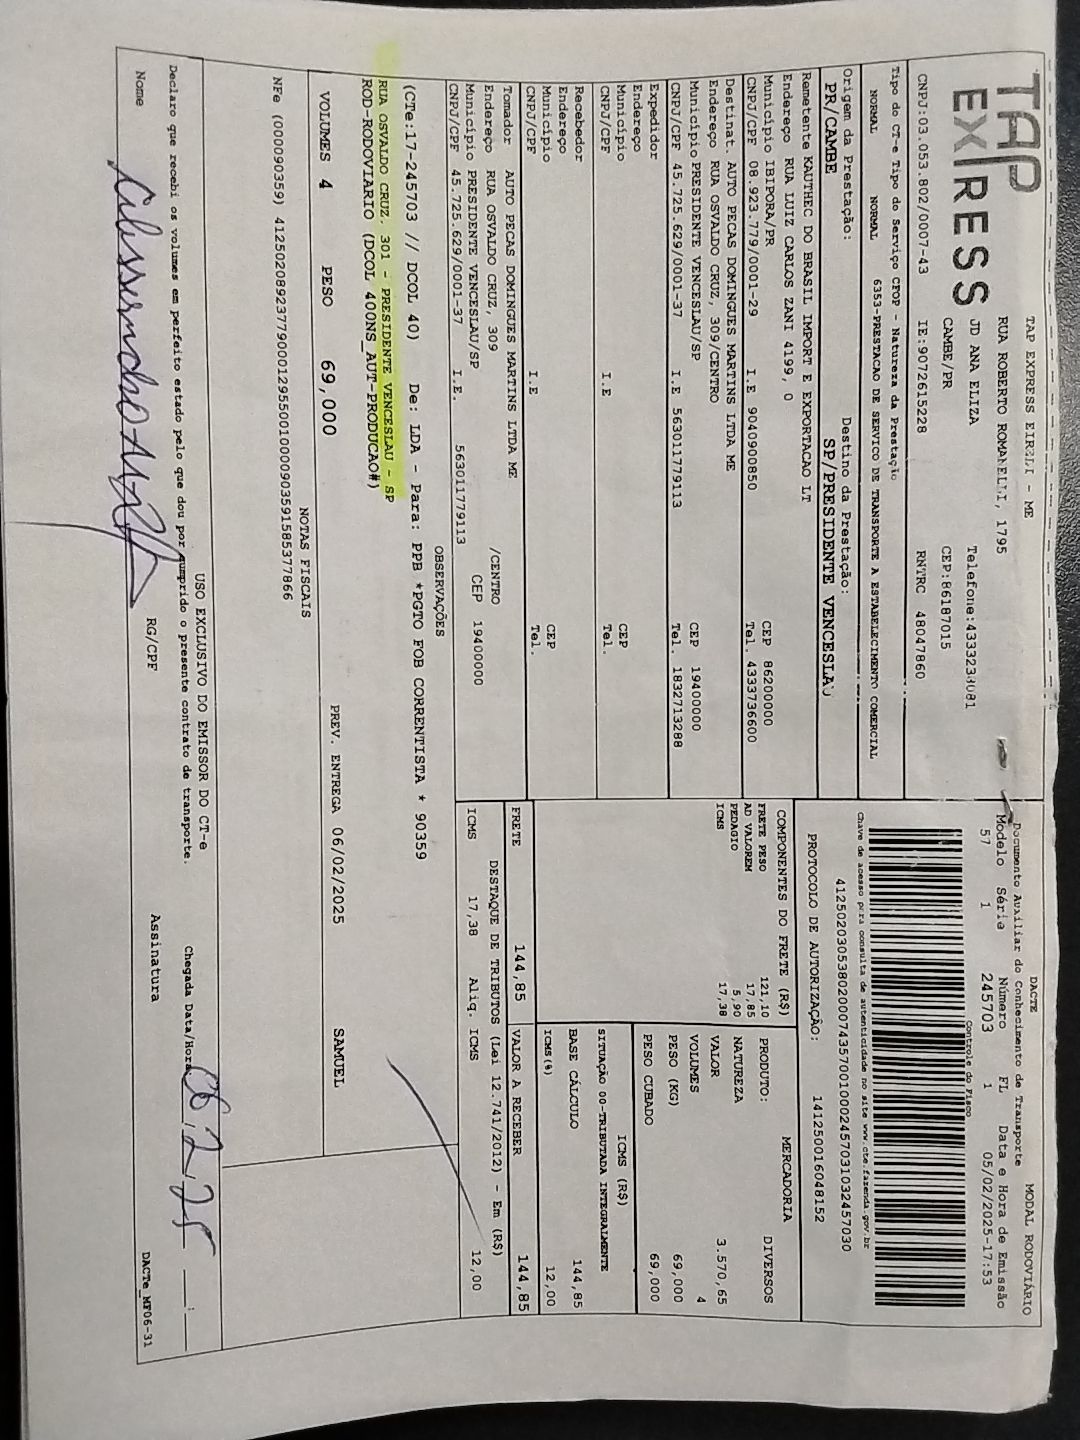 TAP EXPRESS
TAP EXPRESS EIRELI - ME
RUA ROBERTO ROMANELLI, 1795
JD ANA ELIZA Telefone:4333233081
CAMBE/PR CEP:86187015
CNPJ:03.053.802/0007-43 IE:9072615228 RNTRC 48047860
Tipo do CT-e Tipo do Serviço CFOP - Natureza da Prestação
NORMAL NORMAL 6353-PRESTACAO DE SERVICO DE TRANSPORTE A ESTABELECIMENTO COMERCIAL
Origem da Prestação: Destino da Prestação:
PR/CAMBE SP/PRESIDENTE VENCESLAU
Remetente KAUTHEC DO BRASIL IMPORT E EXPORTACAO LT
Endereço RUA LUIZ CARLOS ZANI 4199, 0
Município IBIPORA/PR CEP 86200000
CNPJ/CPF 08.923.779/0001-29 I.E 9040900850 Tel. 4333736600
Destinat. AUTO PECAS DOMINGUES MARTINS LTDA ME
Endereço RUA OSVALDO CRUZ, 309/CENTRO
Município PRESIDENTE VENCESLAU/SP CEP 19400000
CNPJ/CPF 45.725.629/0001-37 I.E 563011779113 Tel. 1832713288
Expedidor
Endereço
Município CEP
CNPJ/CPF I.E Tel.
Recebedor
Endereço
Município CEP
CNPJ/CPF I.E Tel.
Tomador AUTO PECAS DOMINGUES MARTINS LTDA ME
Endereço RUA OSVALDO CRUZ, 309 /CENTRO
Município PRESIDENTE VENCESLAU/SP CEP 19400000
CNPJ/CPF 45.725.629/0001-37 I.E. 563011779113
DACTE MODAL RODOVIÁRIO
Documento Auxiliar do Conhecimento de Transporte
Modelo Série Número FL Data e Hora de Emissão
57 1 245703 1 05/02/2025-17:53
Controle do Fisco
Chave de acesso para consulta de autenticidade no site www.cte.fazenda.gov.br
41250203053802000743570010002457031032457030
PROTOCOLO DE AUTORIZAÇÃO: 141250016048152
COMPONENTES DO FRETE (R$)
FRETE PESO 121,10
AD VALOREM 17,85
PEDAGIO 5,90
ICMS 17,38
MERCADORIA
PRODUTO: DIVERSOS
NATUREZA
VALOR 3.570,65
VOLUMES 4
PESO (KG) 69,000
PESO CUBADO 69,000
ICMS (R$)
SITUAÇÃO 00-TRIBUTADA INTEGRALMENTE
BASE CÁLCULO 144,85
ICMS(%) 12,00
FRETE 144,85 VALOR A RECEBER 144,85
DESTAQUE DE TRIBUTOS (Lei 12.741/2012) - Em (R$)
ICMS 17,38 Aliq. ICMS 12,00
OBSERVAÇÕES
(CTe:17-245703 // DCOL 40) De: LDA - Para: PPB *PGTO FOB CORRENTISTA * 90359
RUA OSVALDO CRUZ, 301 - PRESIDENTE VENCESLAU - SP
ROD-RODOVIARIO (DCOL 400NS_AUT-PRODUCAO#)
VOLUMES 4 PESO 69,000 PREV. ENTREGA 06/02/2025 SAMUEL
NOTAS FISCAIS
NFe (000090359) 41250208923779000129550010000903591585377866
USO EXCLUSIVO DO EMISSOR DO CT-e
Declaro que recebi os volumes em perfeito estado pelo que dou por cumprido o presente contrato de transporte. Chegada Data/Hora 06.2.25 :
Nome RG/CPF Assinatura DACTe_MF06-31